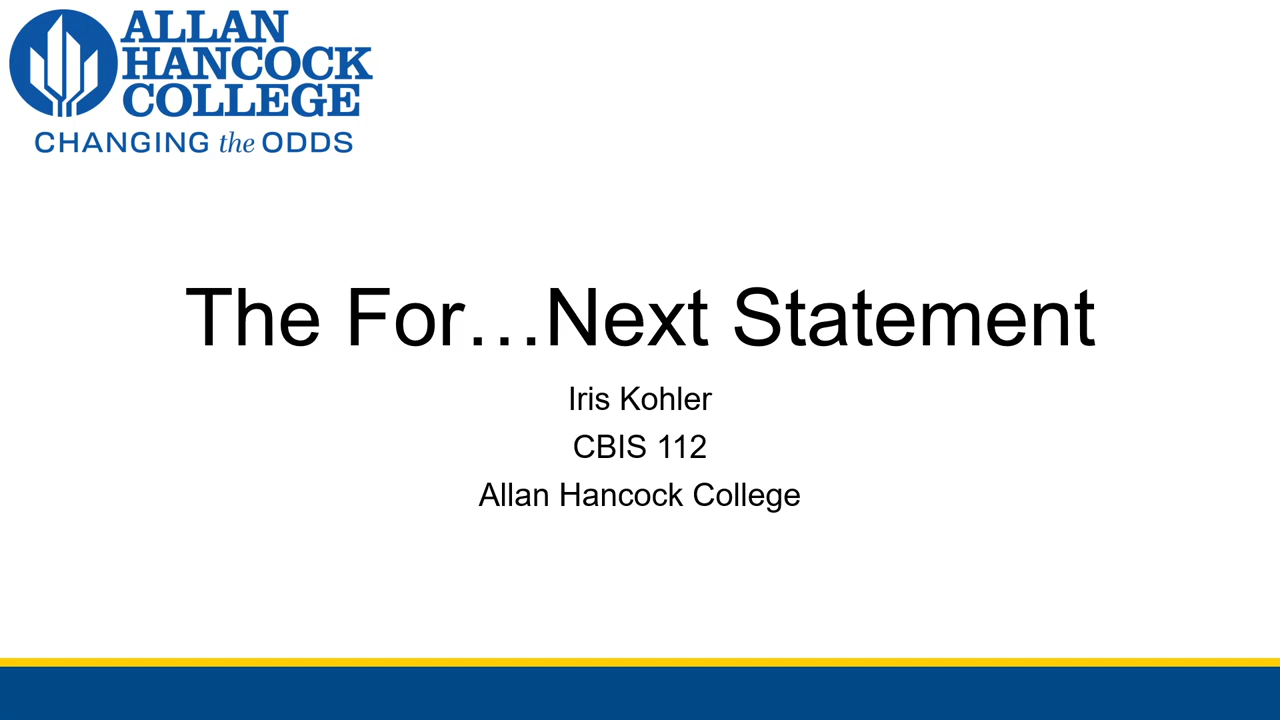 ALLAN
HANCOCK
COLLEGE
CHANGING the ODDS
The For…Next Statement
Iris Kohler
CBIS 112
Allan Hancock College